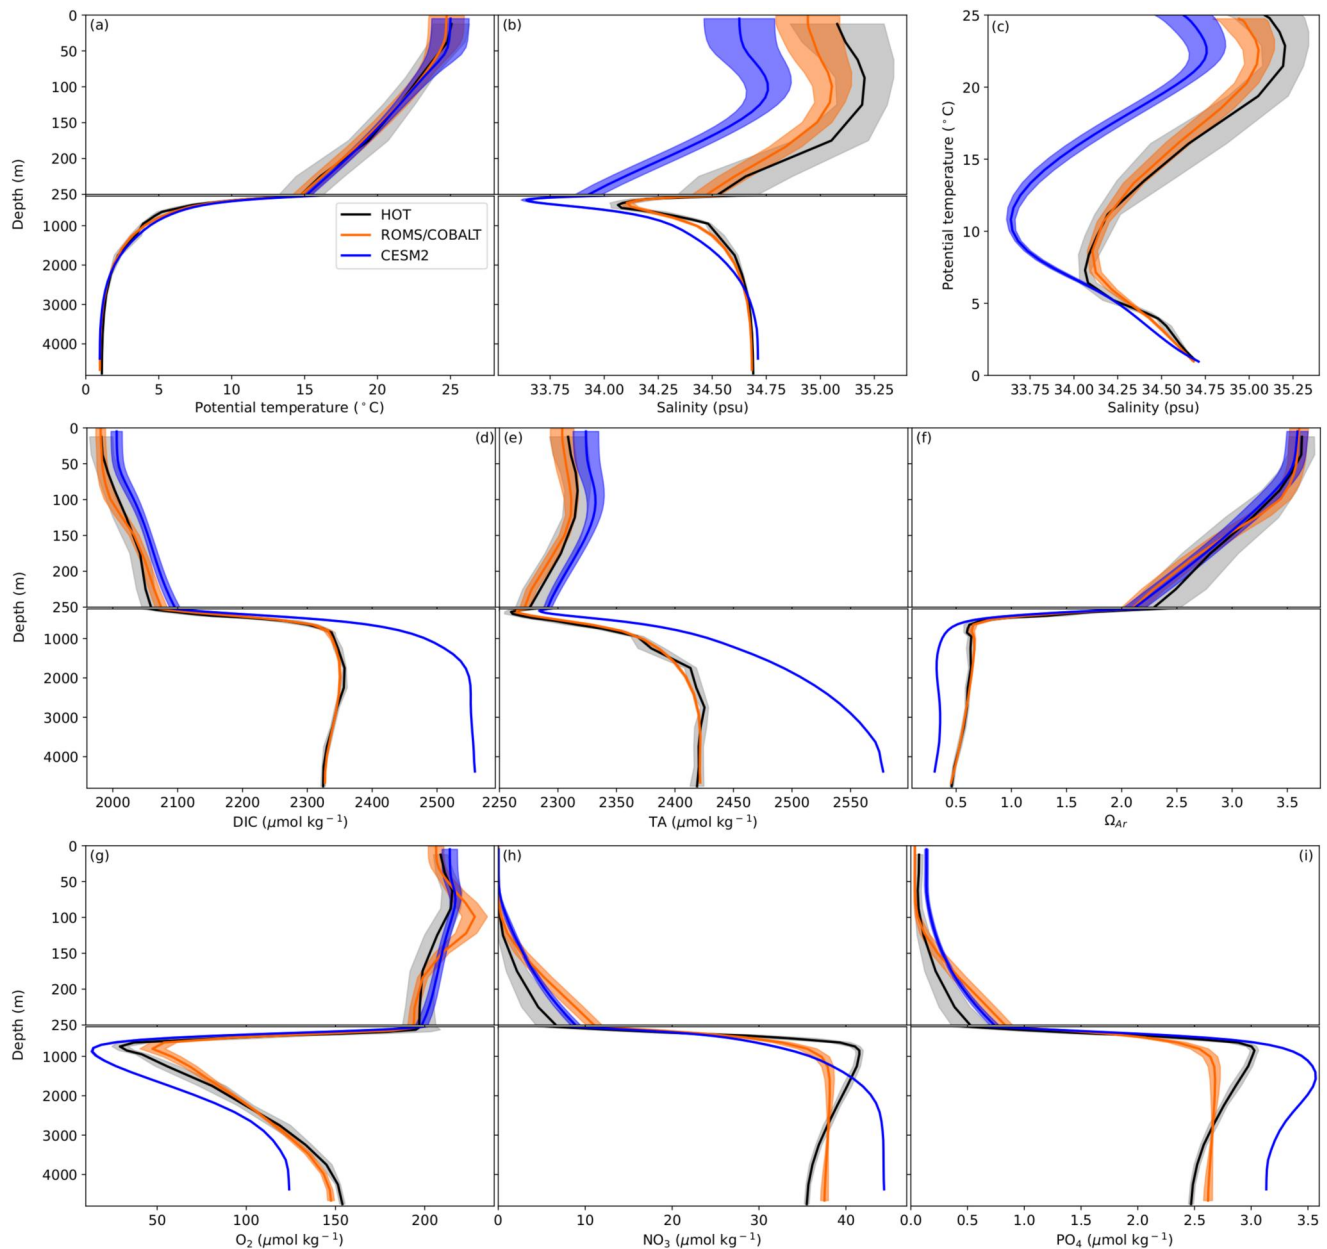 (a)
(b)
(c)
0
50
100
150
200
250
1000
2000
3000
4000
Depth (m)
Depth (m)
HOT
ROMS/COBALT
CESM2
0 5 10 15 20 25
Potential temperature (°C)
33.75 34.00 34.25 34.50 34.75 35.00 35.25
Salinity (psu)
25
20
15
10
5
0
Potential temperature (°C)
33.75 34.00 34.25 34.50 34.75 35.00 35.25
Salinity (psu)
(d)
(e)
(f)
0
50
100
150
200
250
1000
2000
3000
4000
Depth (m)
Depth (m)
2000 2100 2200 2300 2400 2500
DIC (μmol kg⁻¹)
2250 2300 2350 2400 2450 2500 2550
TA (μmol kg⁻¹)
0.5 1.0 1.5 2.0 2.5 3.0 3.5
Ω_Ar
(g)
(h)
(i)
0
50
100
150
200
250
1000
2000
3000
4000
Depth (m)
Depth (m)
50 100 150 200
O₂ (μmol kg⁻¹)
0 10 20 30 40
NO₃ (μmol kg⁻¹)
0.0 0.5 1.0 1.5 2.0 2.5 3.0 3.5
PO₄ (μmol kg⁻¹)